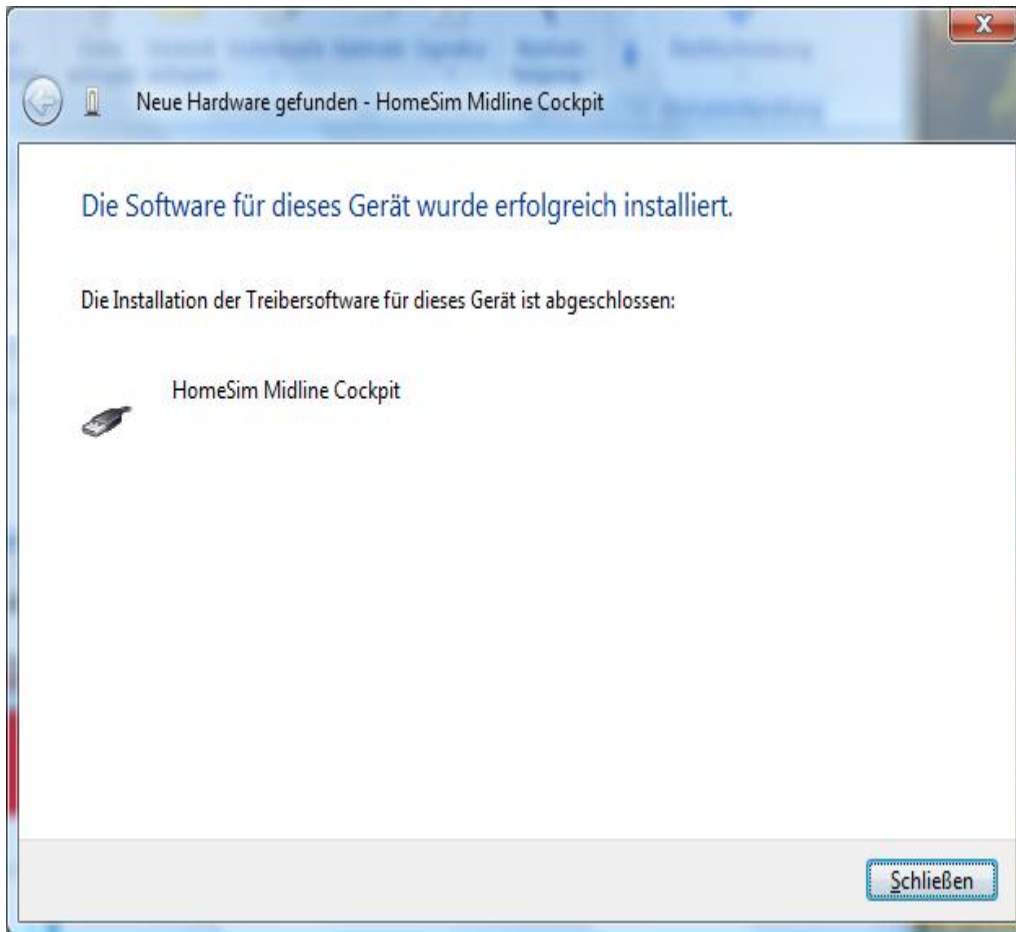 X
Neue Hardware gefunden - HomeSim Midline Cockpit
Die Software für dieses Gerät wurde erfolgreich installiert.
Die Installation der Treibersoftware für dieses Gerät ist abgeschlossen:
HomeSim Midline Cockpit
Schließen